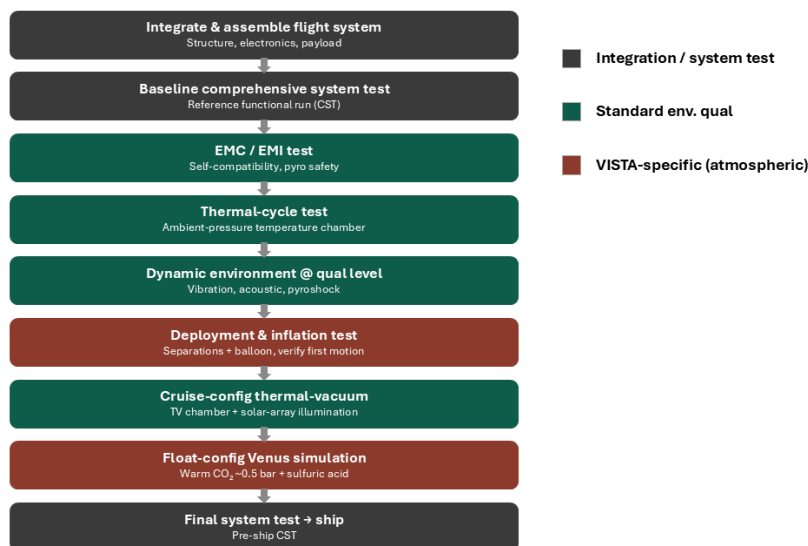 Integrate & assemble flight system
Structure, electronics, payload
Baseline comprehensive system test
Reference functional run (CST)
EMC / EMI test
Self-compatibility, pyro safety
Thermal-cycle test
Ambient-pressure temperature chamber
Dynamic environment @ qual level
Vibration, acoustic, pyroshock
Deployment & inflation test
Separations + balloon, verify first motion
Cruise-config thermal-vacuum
TV chamber + solar-array illumination
Float-config Venus simulation
Warm CO₂ ~0.5 bar + sulfuric acid
Final system test → ship
Pre-ship CST
Integration / system test
Standard env. qual
VISTA-specific (atmospheric)